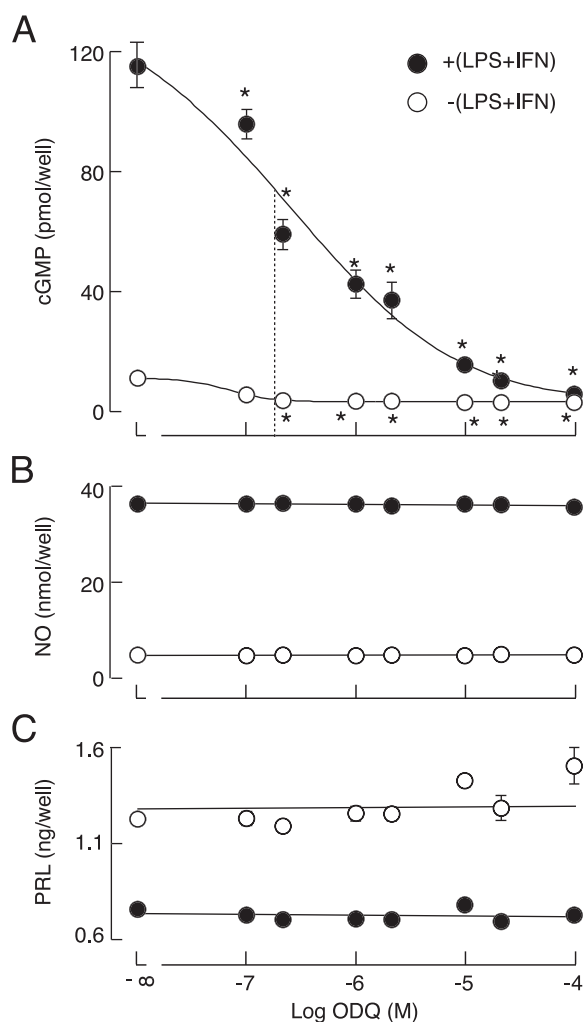 A
120
80
40
0
cGMP (pmol/well)
+(LPS+IFN)
-(LPS+IFN)
*
*
*
*
*
*
*
*
*
*
*
*
*
B
40
20
0
NO (nmol/well)
C
1.6
1.1
0.6
PRL (ng/well)
-∞ -7 -6 -5 -4
Log ODQ (M)